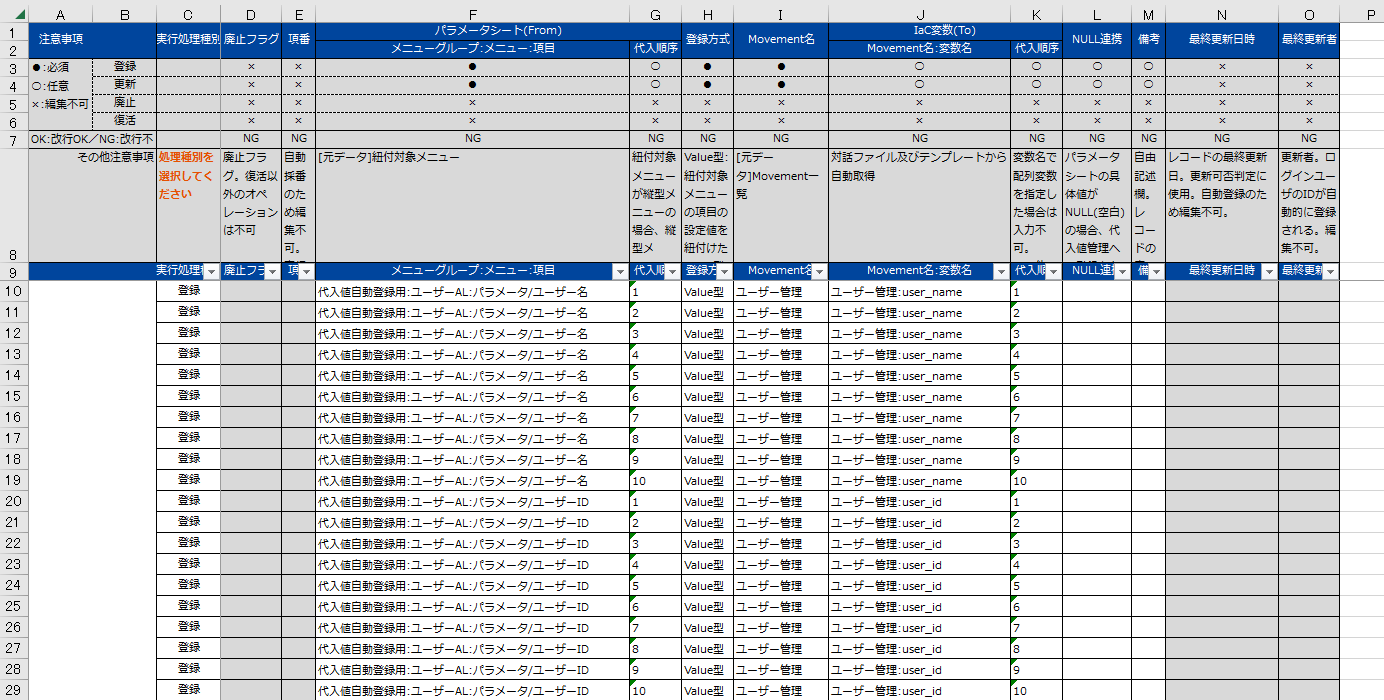 A B C D E F G H I J K L M N O P
1 注意事項 実行処理種別 廃止フラグ 項番 パラメータシート(From) 登録方式 Movement名 IaC変数(To) NULL連携 備考 最終更新日時 最終更新者
2 メニューグループ:メニュー:項目 代入順序 Movement名:変数名 代入順序
3 ●:必須 登録 × × ● ○ ● ● ○ ○ ○ ○ × ×
4 ○:任意 更新 × × ● ○ ● ● ○ ○ ○ ○ × ×
5 ×:編集不可 廃止 × × × × × × × × × × × ×
6 復活 × × × × × × × × × × × ×
7 OK:改行OK/NG:改行不 NG NG NG NG NG NG NG NG NG NG NG NG
8 その他注意事項
処理種別を
選択してく
ださい
廃止フラ
グ。復活以
外のオペ
レーション
は不可
自動
採番
のた
め編
集不
可。
[元データ]紐付対象メニュー
紐付対象
メニュー
が縦型メ
ニューの
場合、縦
型メ
Value型:
紐付対象
メニュー
の項目の
設定値を
紐付けた
[元デー
タ]Movement一
覧
対話ファイル及びテンプレートから
自動取得
変数名で
配列変数
を指定し
た場合は
入力不
可。
パラメータ
シートの具
体値が
NULL(空白)
の場合、代
入値管理へ
自由
記述
欄。
レ
コー
ドの
レコードの最終更新
日。更新可否判定に
使用。自動登録のた
め編集不可。
更新者。ロ
グインユー
ザのIDが自
動的に登録
される。編
集不可。
9 実行処理種 廃止フラ 項 メニューグループ:メニュー:項目 代入順 登録方 Movement名 Movement名:変数名 代入順 NULL連 備 最終更新日時 最終更新
10 登録 代入値自動登録用:ユーザーAL:パラメータ/ユーザー名 1 Value型 ユーザー管理 ユーザー管理:user_name 1
11 登録 代入値自動登録用:ユーザーAL:パラメータ/ユーザー名 2 Value型 ユーザー管理 ユーザー管理:user_name 2
12 登録 代入値自動登録用:ユーザーAL:パラメータ/ユーザー名 3 Value型 ユーザー管理 ユーザー管理:user_name 3
13 登録 代入値自動登録用:ユーザーAL:パラメータ/ユーザー名 4 Value型 ユーザー管理 ユーザー管理:user_name 4
14 登録 代入値自動登録用:ユーザーAL:パラメータ/ユーザー名 5 Value型 ユーザー管理 ユーザー管理:user_name 5
15 登録 代入値自動登録用:ユーザーAL:パラメータ/ユーザー名 6 Value型 ユーザー管理 ユーザー管理:user_name 6
16 登録 代入値自動登録用:ユーザーAL:パラメータ/ユーザー名 7 Value型 ユーザー管理 ユーザー管理:user_name 7
17 登録 代入値自動登録用:ユーザーAL:パラメータ/ユーザー名 8 Value型 ユーザー管理 ユーザー管理:user_name 8
18 登録 代入値自動登録用:ユーザーAL:パラメータ/ユーザー名 9 Value型 ユーザー管理 ユーザー管理:user_name 9
19 登録 代入値自動登録用:ユーザーAL:パラメータ/ユーザー名 10 Value型 ユーザー管理 ユーザー管理:user_name 10
20 登録 代入値自動登録用:ユーザーAL:パラメータ/ユーザーID 1 Value型 ユーザー管理 ユーザー管理:user_id 1
21 登録 代入値自動登録用:ユーザーAL:パラメータ/ユーザーID 2 Value型 ユーザー管理 ユーザー管理:user_id 2
22 登録 代入値自動登録用:ユーザーAL:パラメータ/ユーザーID 3 Value型 ユーザー管理 ユーザー管理:user_id 3
23 登録 代入値自動登録用:ユーザーAL:パラメータ/ユーザーID 4 Value型 ユーザー管理 ユーザー管理:user_id 4
24 登録 代入値自動登録用:ユーザーAL:パラメータ/ユーザーID 5 Value型 ユーザー管理 ユーザー管理:user_id 5
25 登録 代入値自動登録用:ユーザーAL:パラメータ/ユーザーID 6 Value型 ユーザー管理 ユーザー管理:user_id 6
26 登録 代入値自動登録用:ユーザーAL:パラメータ/ユーザーID 7 Value型 ユーザー管理 ユーザー管理:user_id 7
27 登録 代入値自動登録用:ユーザーAL:パラメータ/ユーザーID 8 Value型 ユーザー管理 ユーザー管理:user_id 8
28 登録 代入値自動登録用:ユーザーAL:パラメータ/ユーザーID 9 Value型 ユーザー管理 ユーザー管理:user_id 9
29 登録 代入値自動登録用:ユーザーAL:パラメータ/ユーザーID 10 Value型 ユーザー管理 ユーザー管理:user_id 10